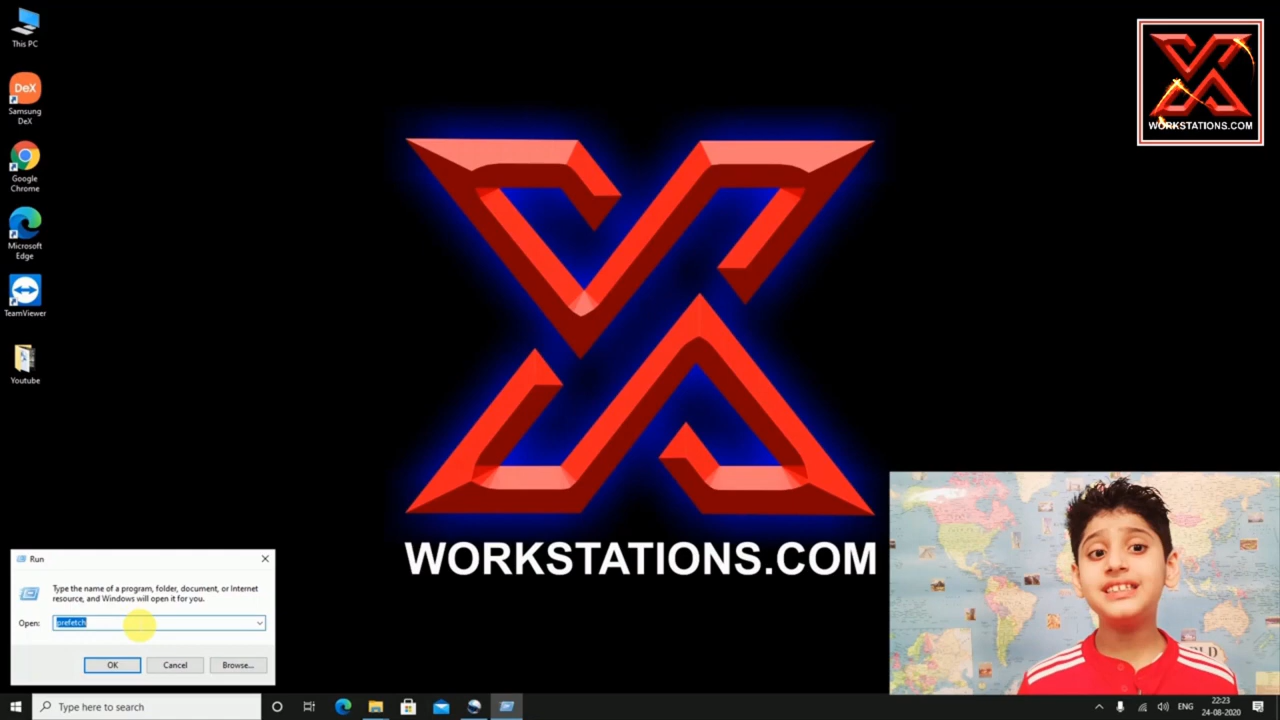 This PC
DeX
Samsung
DeX
Google
Chrome
Microsoft
Edge
TeamViewer
Youtube
WORKSTATIONS.COM
WORKSTATIONS.COM
Run
Type the name of a program, folder, document, or Internet
resource, and Windows will open it for you.
Open: prefetch
OK Cancel Browse...
Type here to search
ENG
22:23
24-08-2020